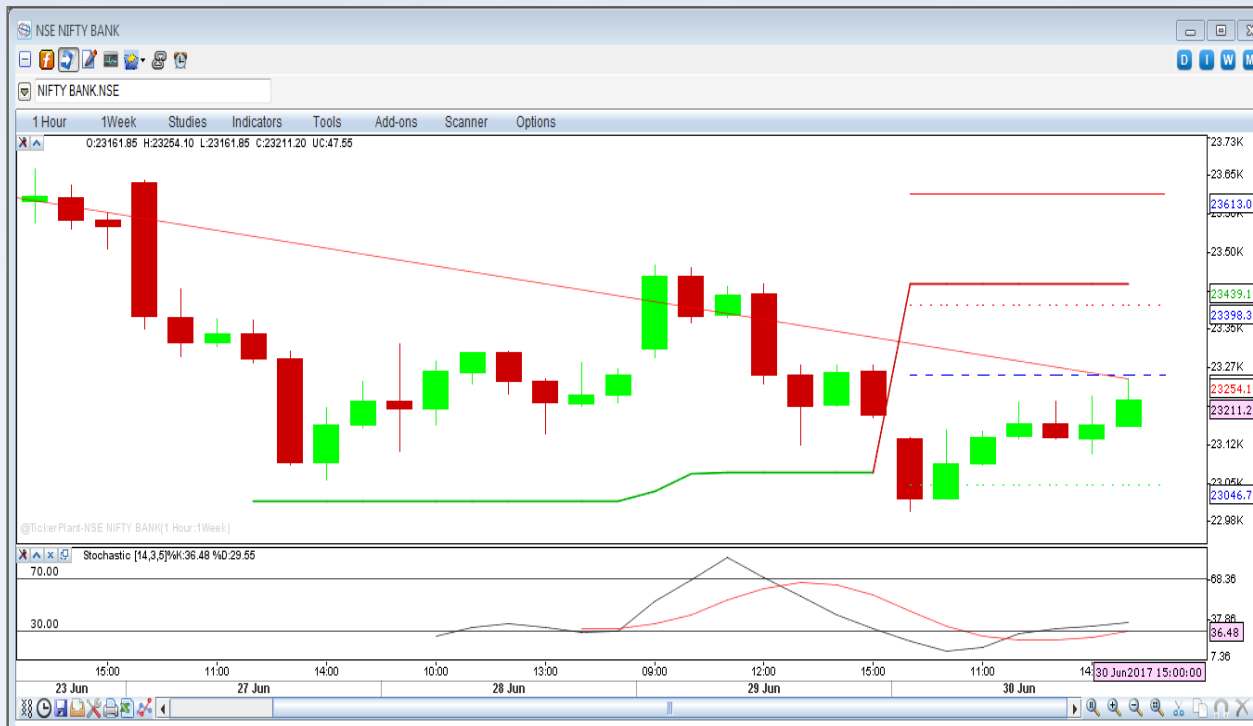 NSE NIFTY BANK
D I W M
NIFTY BANK.NSE
1 Hour 1Week Studies Indicators Tools Add-ons Scanner Options
O:23161.85 H:23254.10 L:23161.85 C:23211.20 UC:47.55
23.73K
23.65K
23613.0
23.50K
23439.1
23398.3
23.35K
23.27K
23254.1
23211.2
23.12K
23.05K
23046.7
22.98K
@TickerPlant-NSE NIFTY BANK(1 Hour:1Week)
Stochastic [14,3,5]%K:36.48 %D:29.55
70.00
68.36
30.00
37.86
36.48
7.36
15:00 11:00 14:00 10:00 13:00 09:00 12:00 15:00 11:00 14: 30 Jun2017 15:00:00
23 Jun 27 Jun 28 Jun 29 Jun 30 Jun